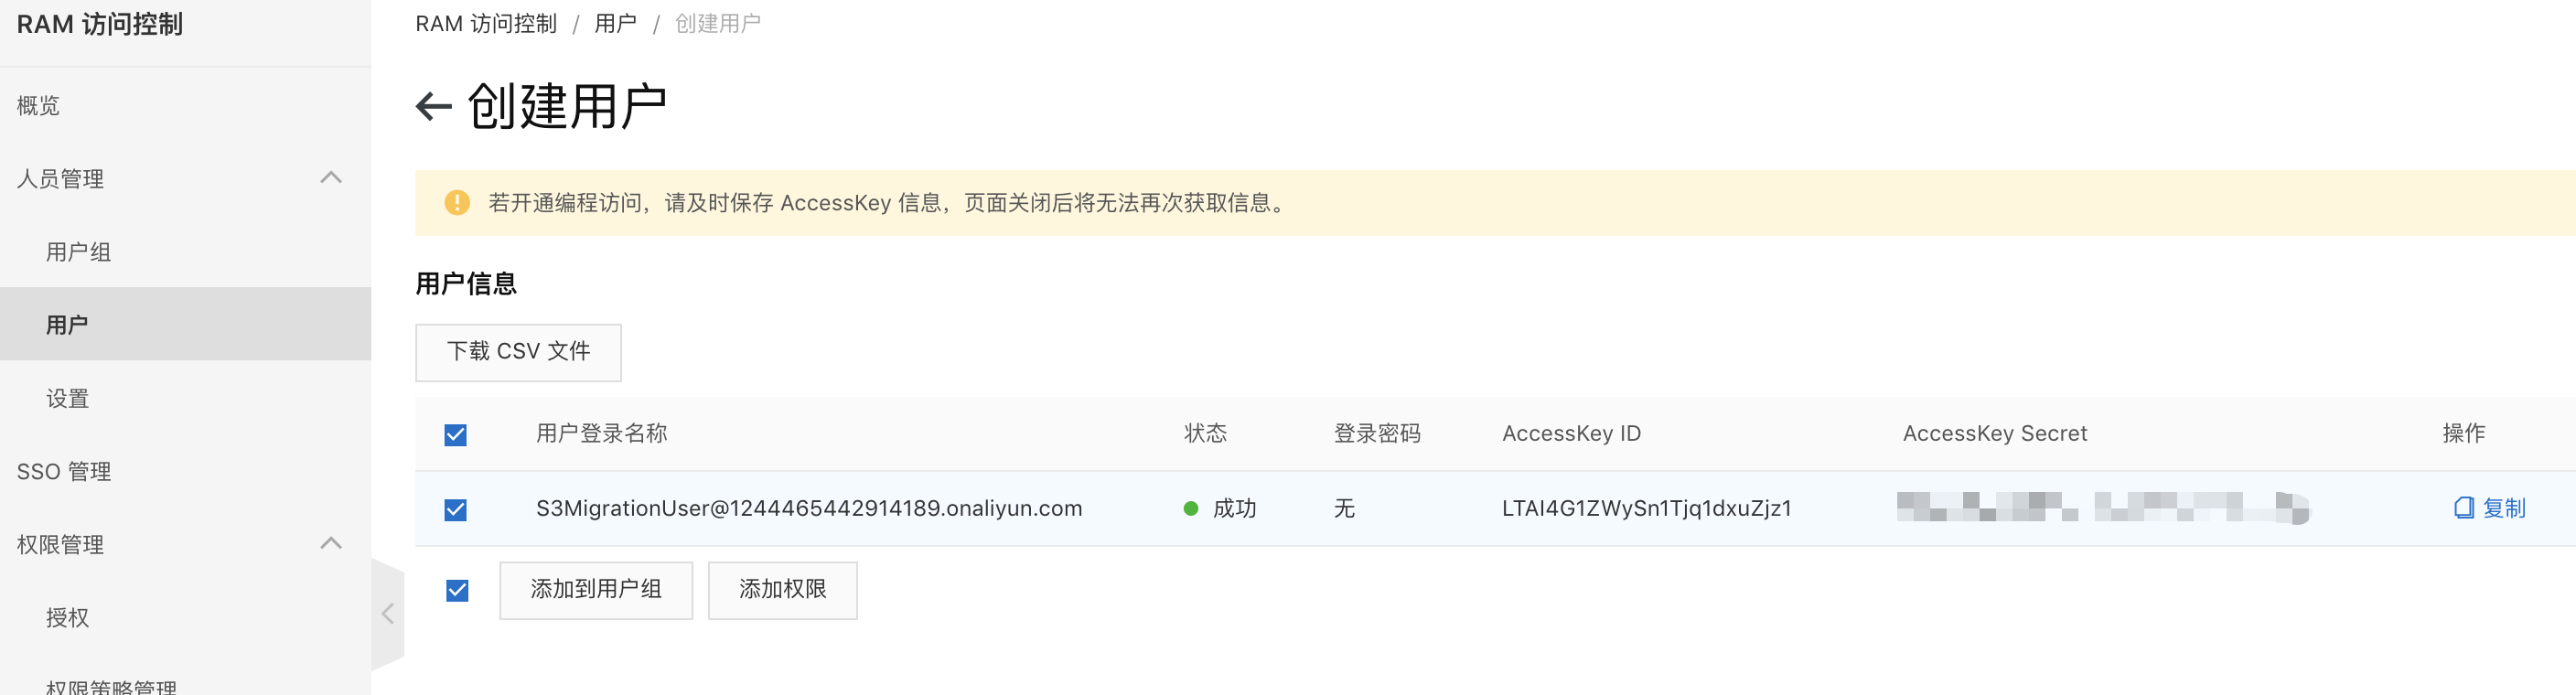 RAM 访问控制
概览
人员管理
用户组
用户
设置
SSO 管理
权限管理
授权
权限策略管理
RAM 访问控制 / 用户 / 创建用户
创建用户
若开通编程访问，请及时保存 AccessKey 信息，页面关闭后将无法再次获取信息。
用户信息
下载 CSV 文件
用户登录名称 状态 登录密码 AccessKey ID AccessKey Secret 操作
S3MigrationUser@1244465442914189.onaliyun.com 成功 无 LTAI4G1ZWySn1Tjq1dxuZjz1 复制
添加到用户组 添加权限